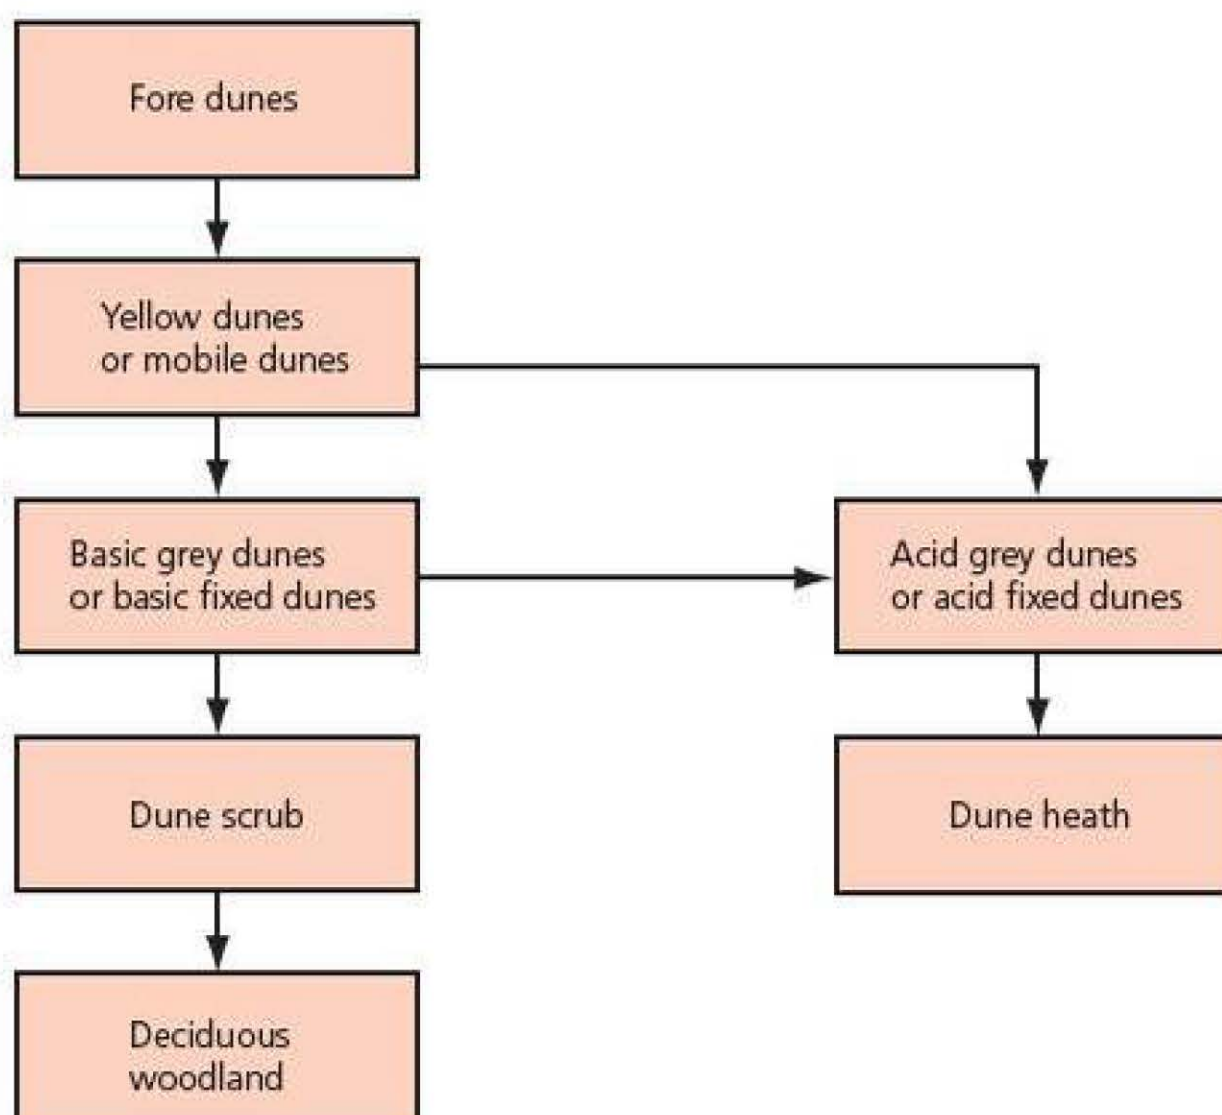 Fore dunes
Yellow dunes
or mobile dunes
Basic grey dunes
or basic fixed dunes
Acid grey dunes
or acid fixed dunes
Dune scrub
Dune heath
Deciduous
woodland